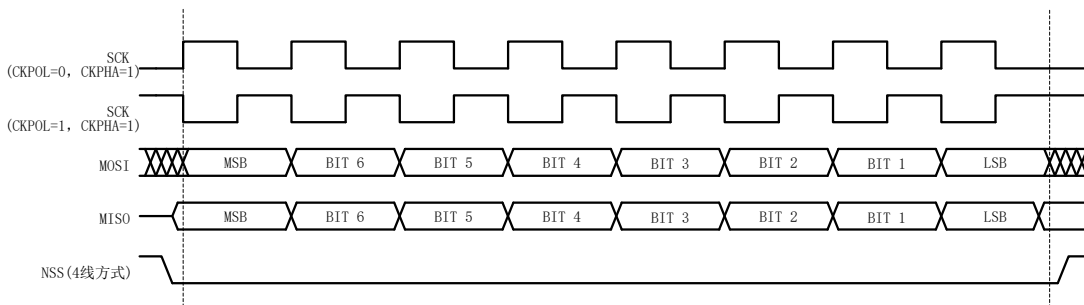 SCK
(CKPOL=0, CKPHA=1)
SCK
(CKPOL=1, CKPHA=1)
MOSI MSB BIT 6 BIT 5 BIT 4 BIT 3 BIT 2 BIT 1 LSB
MISO MSB BIT 6 BIT 5 BIT 4 BIT 3 BIT 2 BIT 1 LSB
NSS(4线方式)